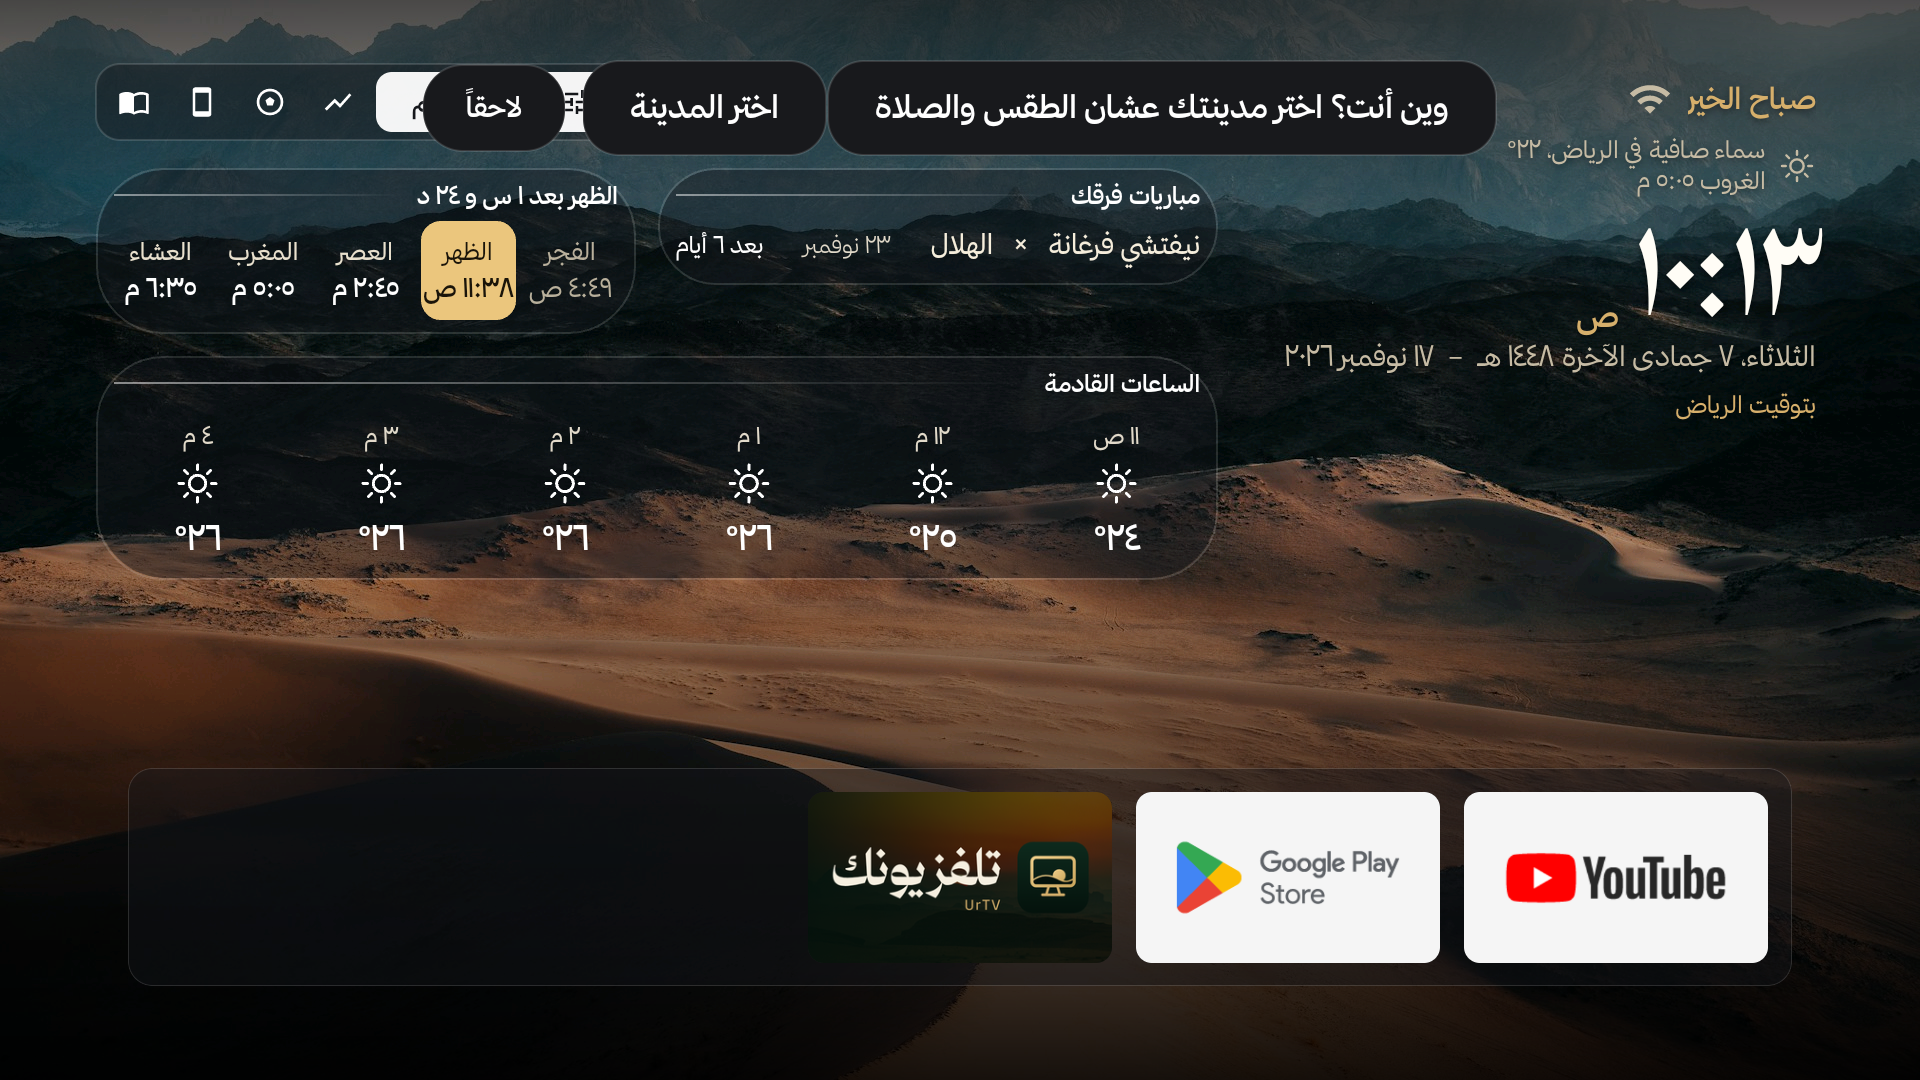 صباح الخير
سماء صافية في الرياض، ٢٢°
الغروب ٥:٠٥ م
١٠:١٣ ص
الثلاثاء، ٧ جمادى الآخرة ١٤٤٨ هـ – ١٧ نوفمبر ٢٠٢٦
بتوقيت الرياض
وين أنت؟ اختر مدينتك عشان الطقس والصلاة
اختر المدينة
لاحقاً
مباريات فرقك
نيفتشي فرغانة × الهلال ٢٣ نوفمبر بعد ٦ أيام
الظهر بعد ١ س و ٢٤ د
الفجر الظهر العصر المغرب العشاء
٤:٤٩ ص ١١:٣٨ ص ٢:٤٥ م ٥:٠٥ م ٦:٣٥ م
الساعات القادمة
١١ ص ١٢ م ١ م ٢ م ٣ م ٤ م
٢٤° ٢٥° ٢٦° ٢٦° ٢٦° ٢٦°
YouTube
Google Play
Store
تلفزيونك
UrTV